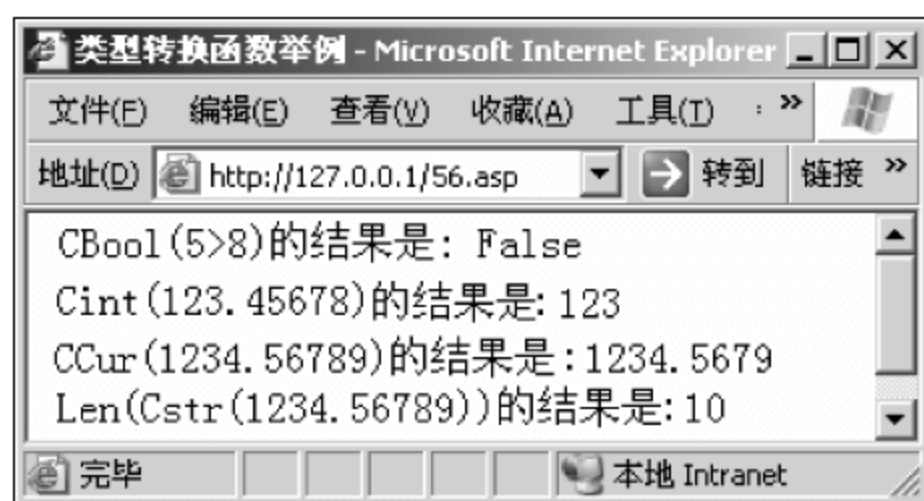 类型转换函数举例 - Microsoft Internet Explorer
文件(F) 编辑(E) 查看(V) 收藏(A) 工具(T) : »
地址(D) http://127.0.0.1/56.asp 转到 链接 »
CBool(5>8)的结果是: False
Cint(123.45678)的结果是:123
CCur(1234.56789)的结果是:1234.5679
Len(Cstr(1234.56789))的结果是:10
完毕 本地 Intranet